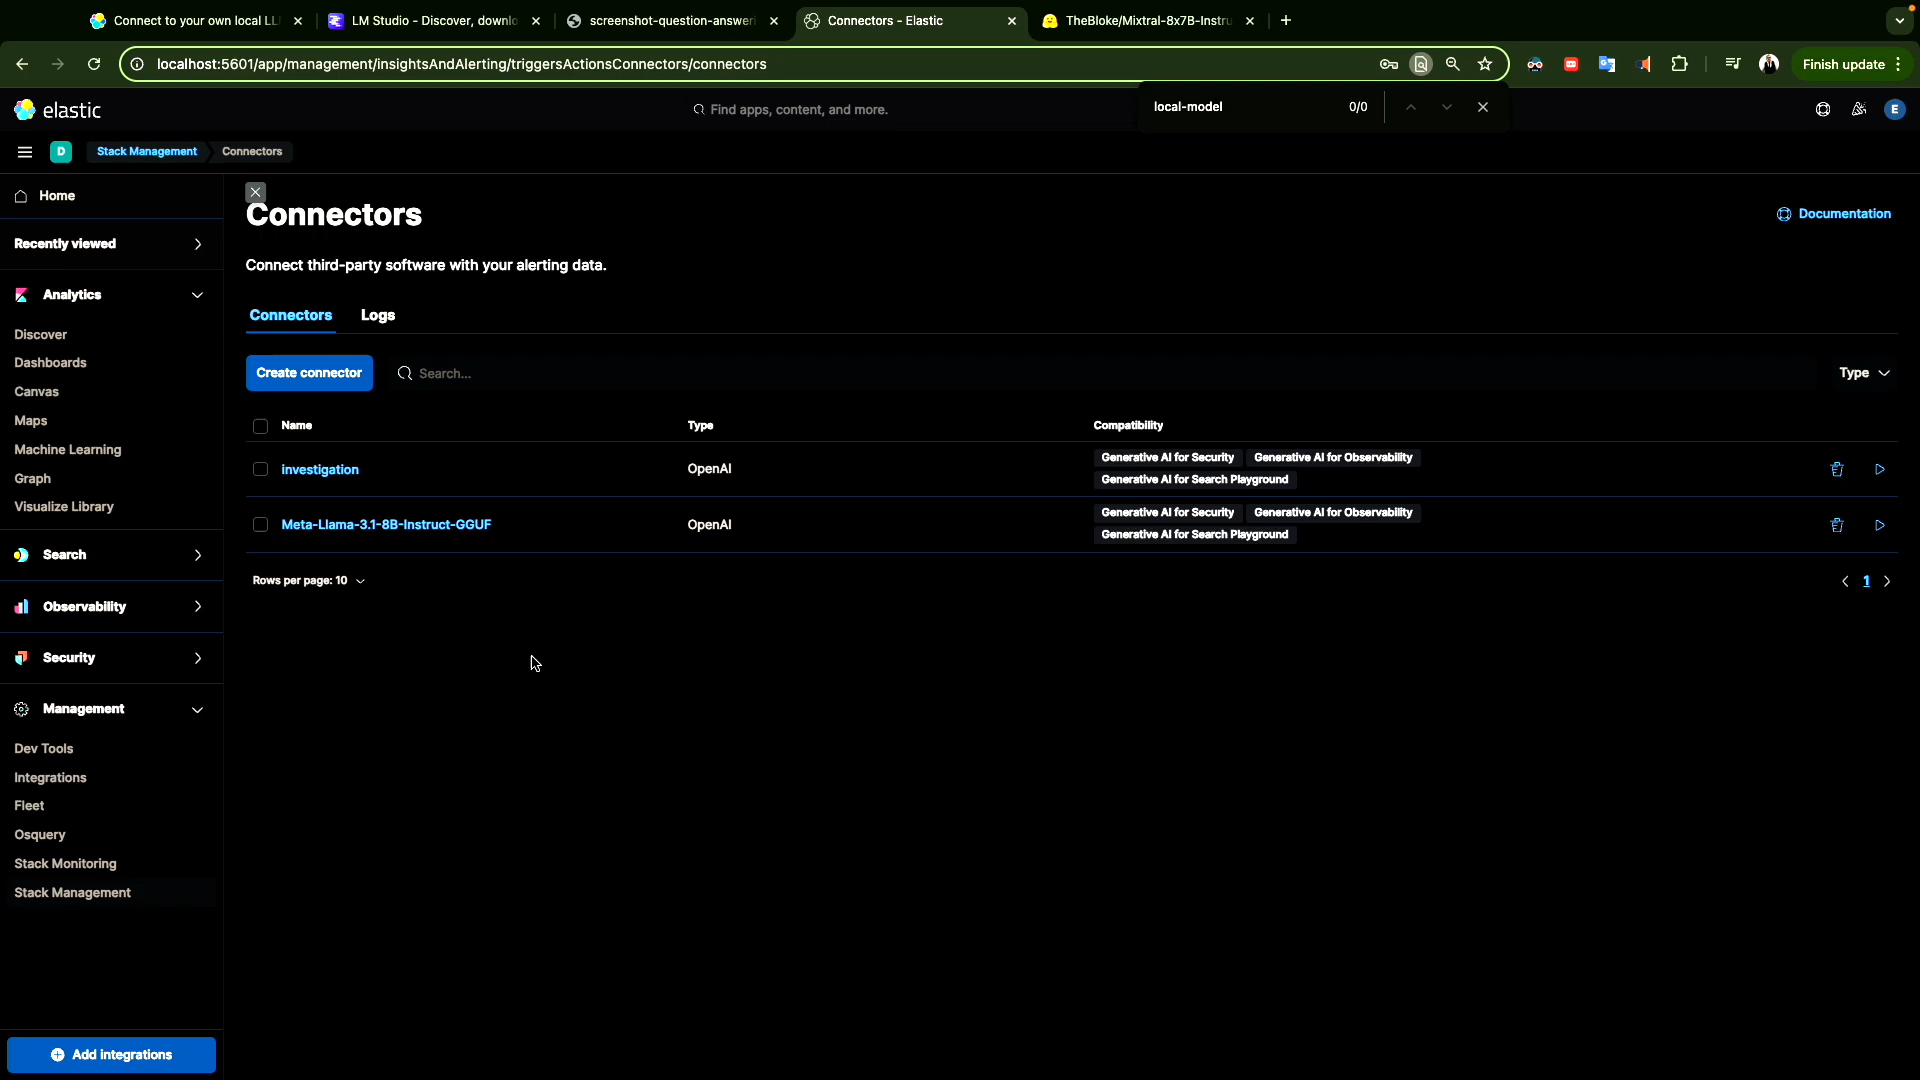 Connect to your own local LL
LM Studio - Discover, downlo
screenshot-question-answeri
Connectors - Elastic
TheBloke/Mixtral-8x7B-Instru
localhost:5601/app/management/insightsAndAlerting/triggersActionsConnectors/connectors
Finish update
elastic
Find apps, content, and more.
local-model
0/0
E
D
Stack Management
Connectors
Home
Recently viewed
Analytics
Discover
Dashboards
Canvas
Maps
Machine Learning
Graph
Visualize Library
Search
Observability
Security
Management
Dev Tools
Integrations
Fleet
Osquery
Stack Monitoring
Stack Management
Add integrations
Connectors
Documentation
Connect third-party software with your alerting data.
Connectors
Logs
Create connector
Search...
Type
Name
Type
Compatibility
investigation
OpenAI
Generative AI for Security
Generative AI for Observability
Generative AI for Search Playground
Meta-Llama-3.1-8B-Instruct-GGUF
OpenAI
Generative AI for Security
Generative AI for Observability
Generative AI for Search Playground
Rows per page: 10
1